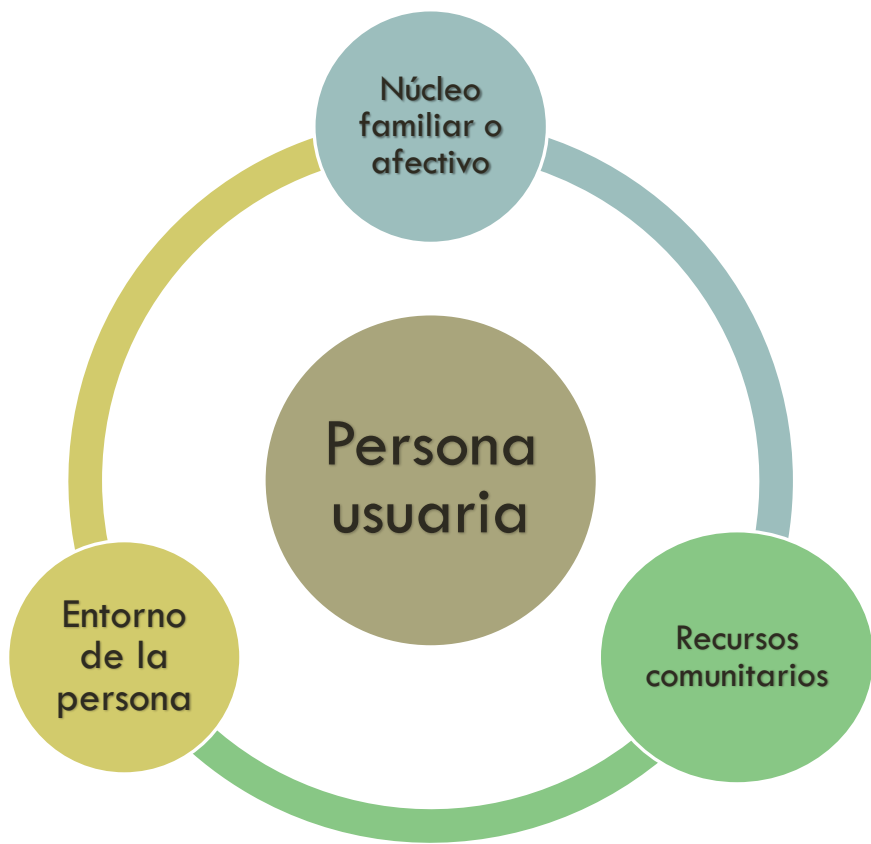 Núcleo
familiar o
afectivo
Persona
usuaria
Entorno
de la
persona
Recursos
comunitarios